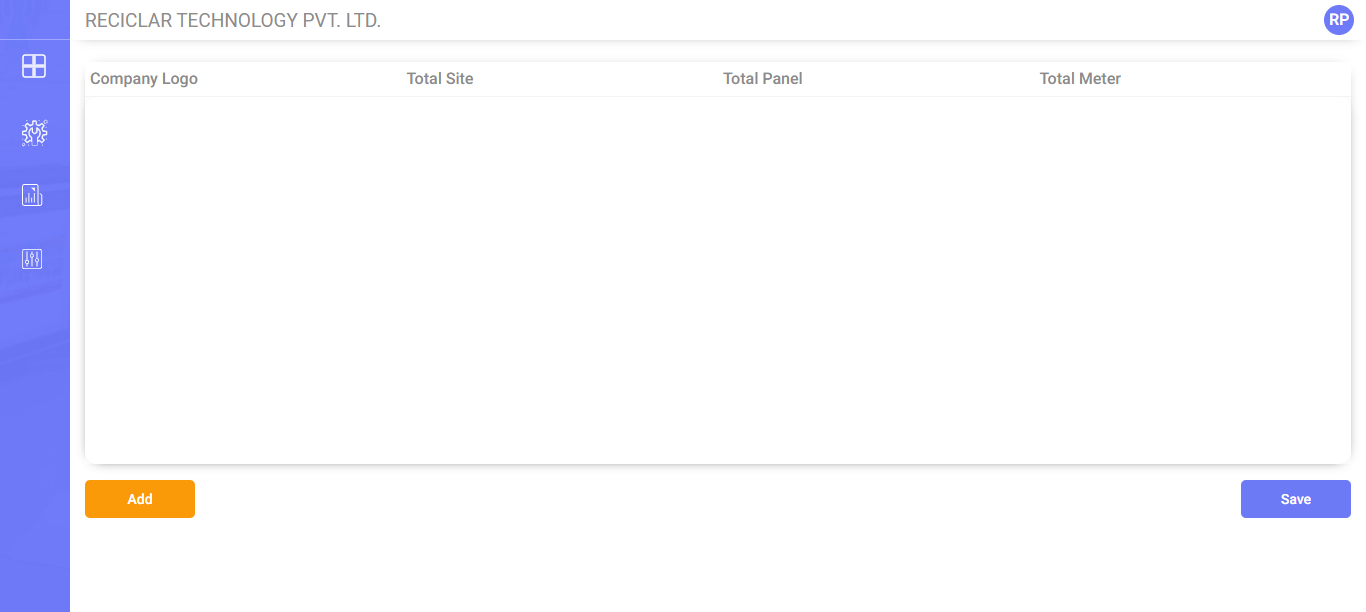 RECICLAR TECHNOLOGY PVT. LTD.
RP
Company Logo
Total Site
Total Panel
Total Meter
Add
Save